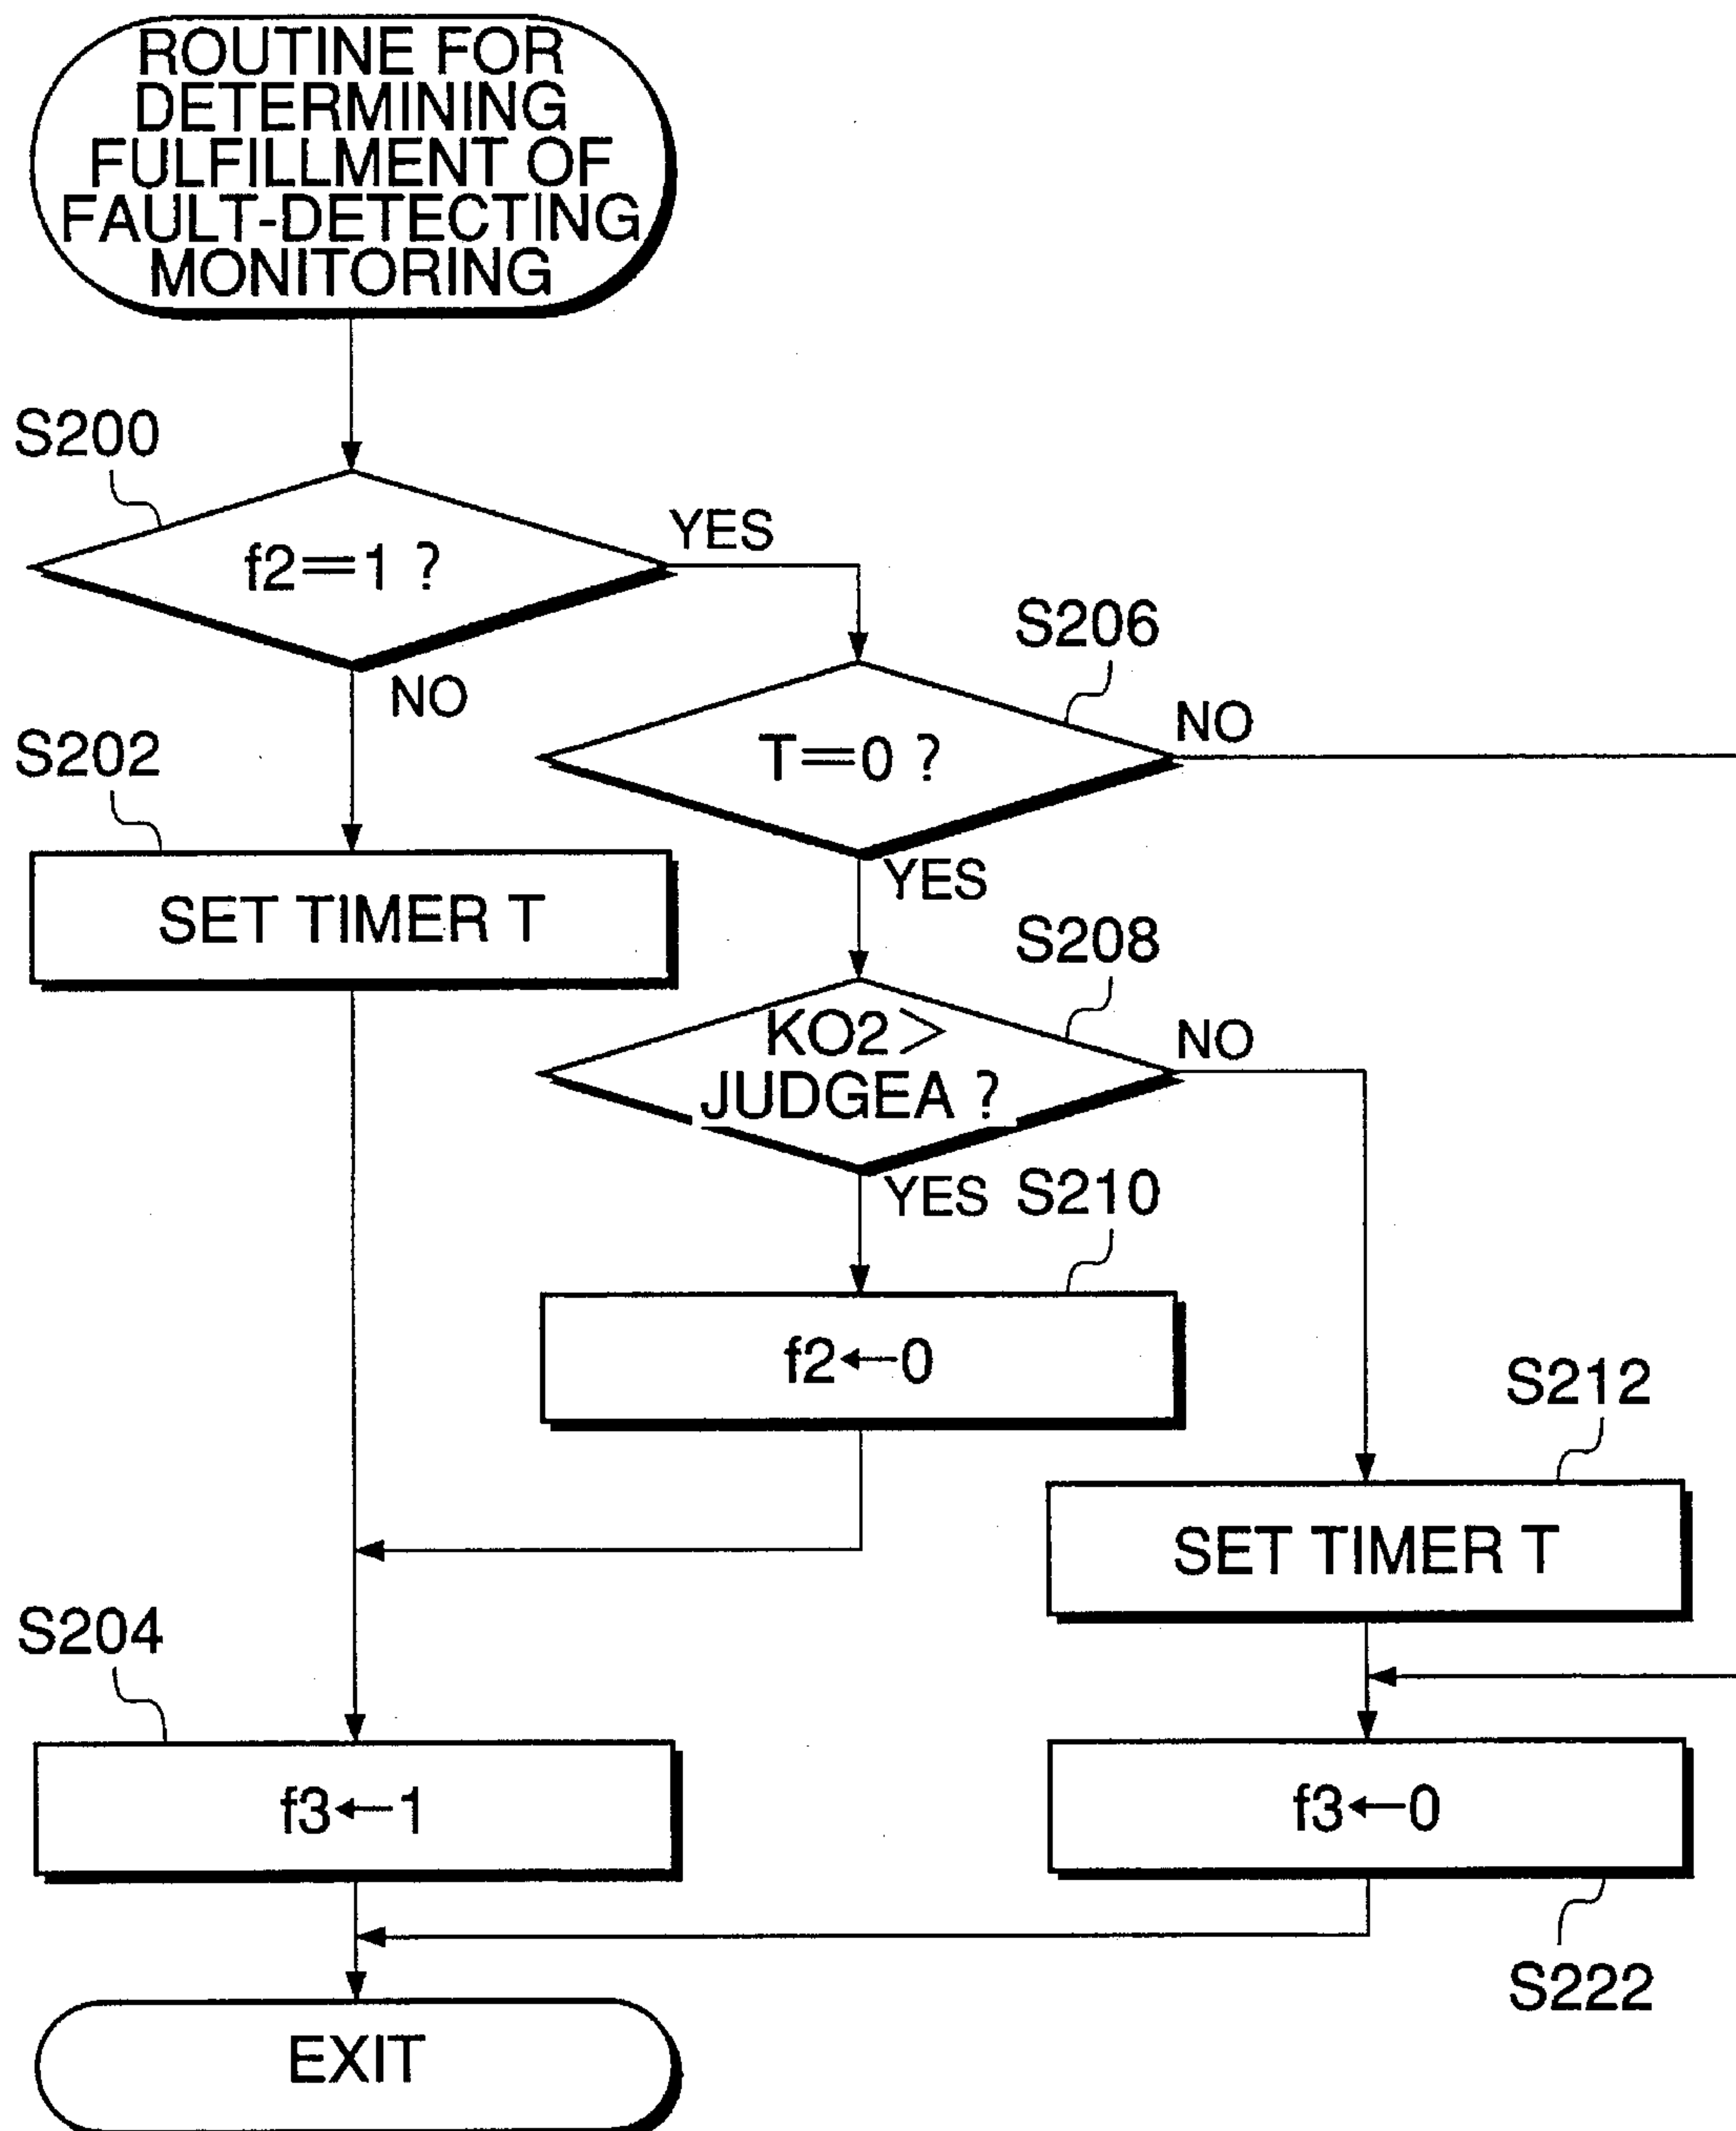 ROUTINE FOR
DETERMINING
FULFILLMENT OF
FAULT-DETECTING
MONITORING
S200
f2=1 ?
YES
NO
S206
T=0 ?
NO
YES
S202
SET TIMER T
S208
KO2>
JUDGEA ?
NO
YES
S210
f2←0
S212
SET TIMER T
S204
f3←1
f3←0
S222
EXIT